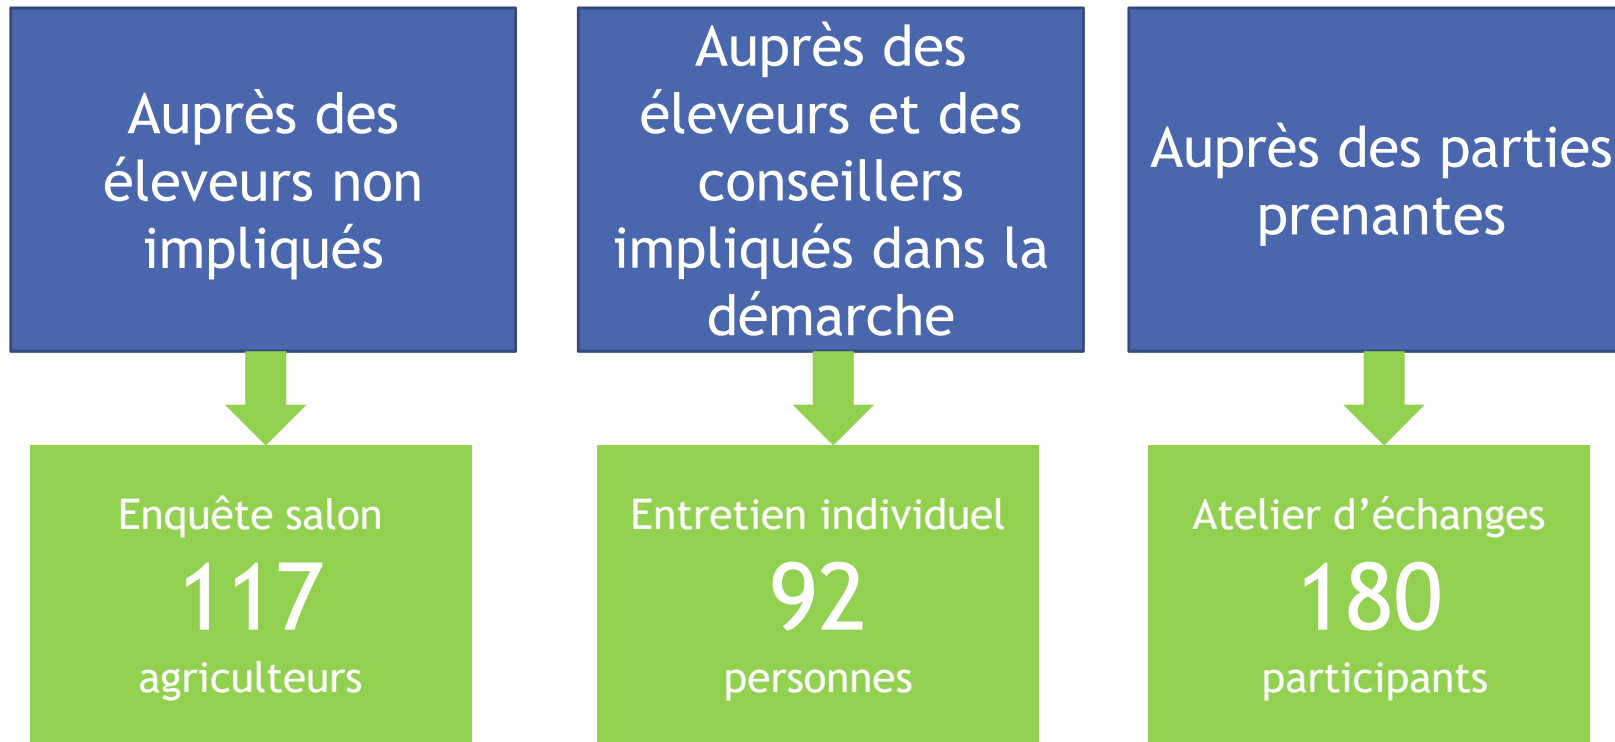 Auprès des
éleveurs non
impliqués
Auprès des
éleveurs et des
conseillers
impliqués dans la
démarche
Auprès des parties
prenantes
Enquête salon
117
agriculteurs
Entretien individuel
92
personnes
Atelier d’échanges
180
participants